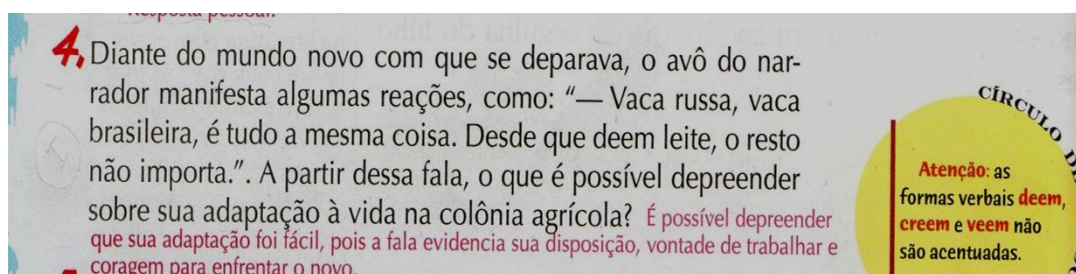 Resposta pessoal.
4, Diante do mundo novo com que se deparava, o avô do nar-
rador manifesta algumas reações, como: “— Vaca russa, vaca
brasileira, é tudo a mesma coisa. Desde que deem leite, o resto
não importa.”. A partir dessa fala, o que é possível depreender
sobre sua adaptação à vida na colônia agrícola? É possível depreender
que sua adaptação foi fácil, pois a fala evidencia sua disposição, vontade de trabalhar e
coragem para enfrentar o novo.
CÍRCULO DE
Atenção: as
formas verbais deem,
creem e veem não
são acentuadas.